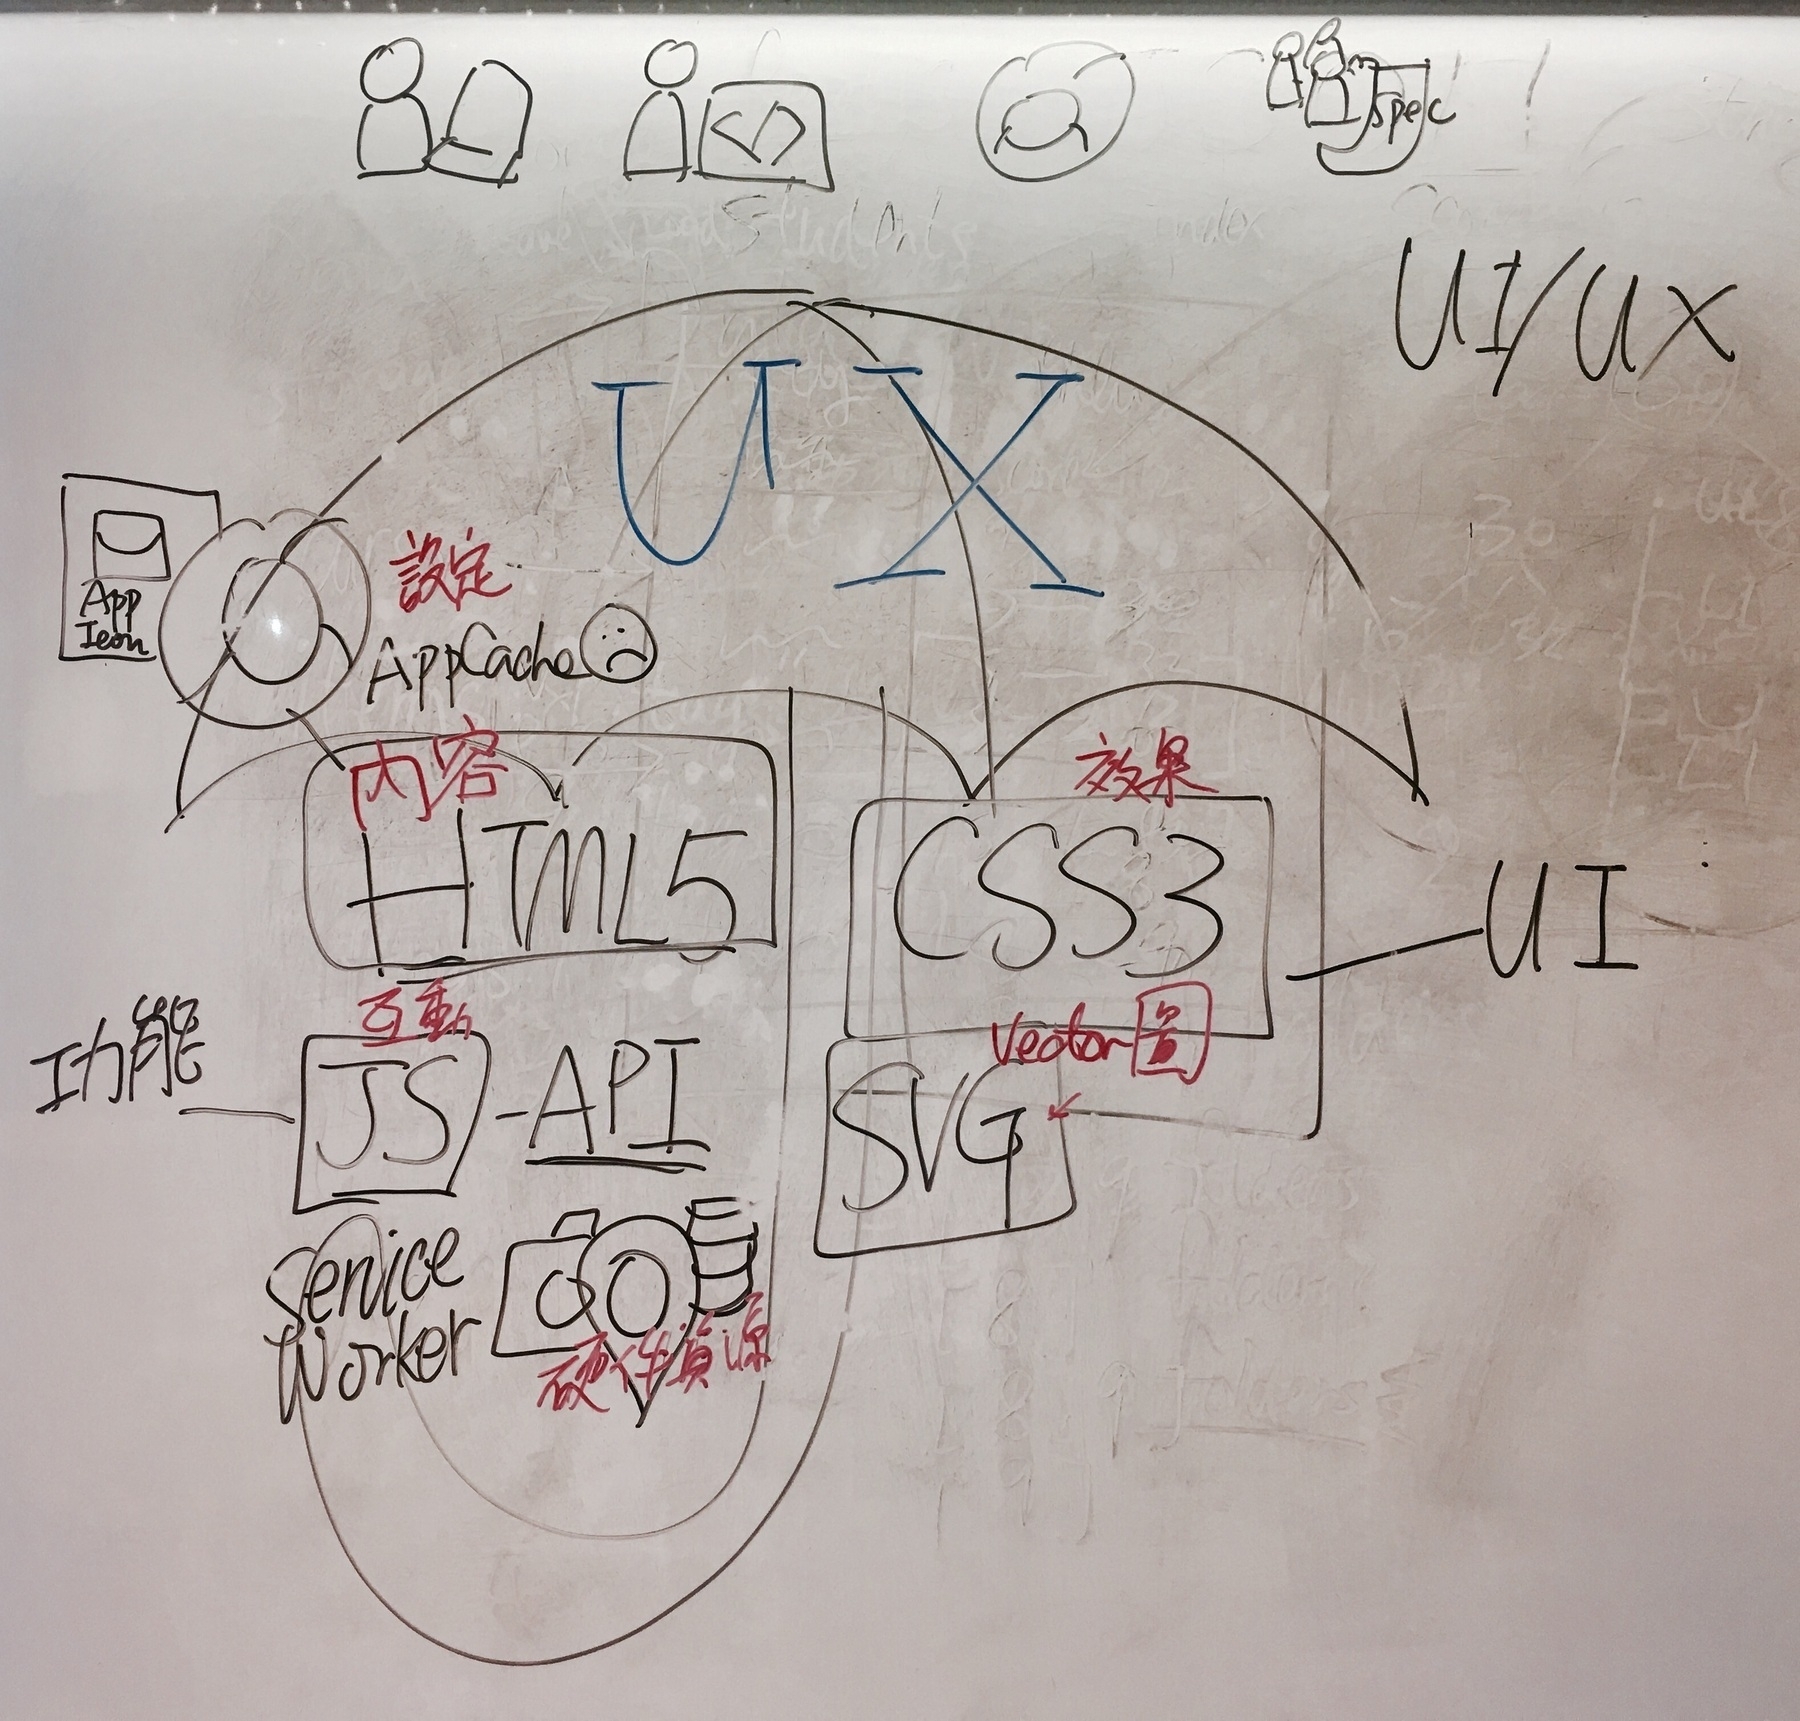 </>
spec
UI/UX
UX
App
Icon
設定
AppCache
內容
HTML5
效果
CSS3
UI
功能
互動
JS
-API
Vector圖
SVG
Service
Worker
硬件資源